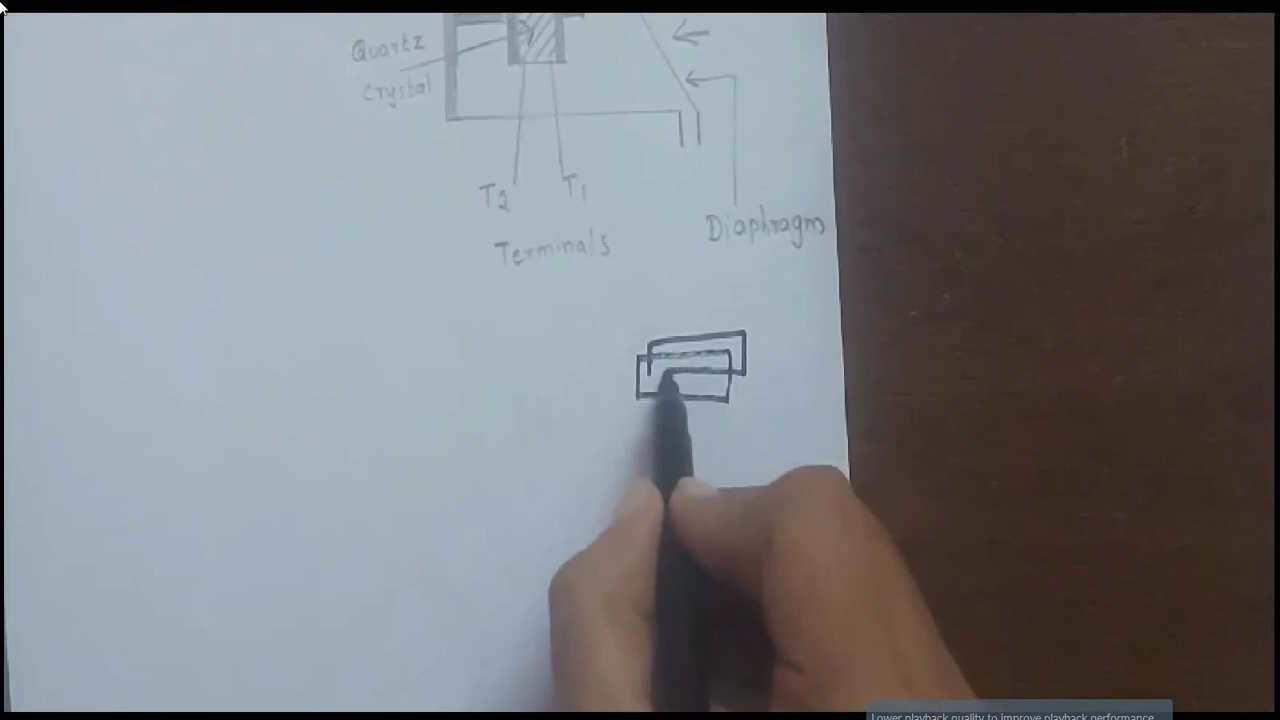 Quartz
crystal
T2 T1
Diaphragm
Terminals
Lower playback quality to improve playback performance